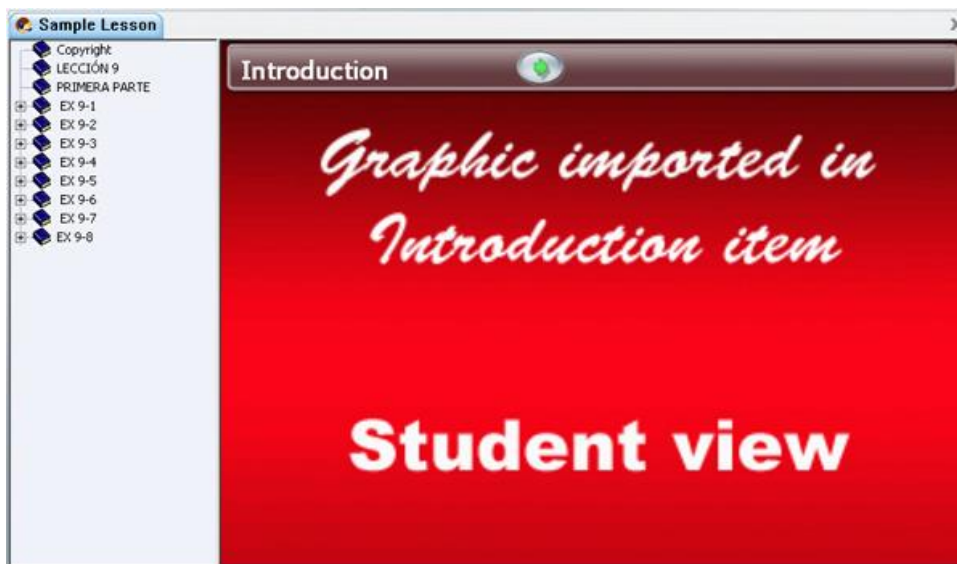 Sample Lesson
Copyright
LECCIÓN 9
PRIMERA PARTE
EX 9-1
EX 9-2
EX 9-3
EX 9-4
EX 9-5
EX 9-6
EX 9-7
EX 9-8
Introduction
Graphic imported in
Introduction item
Student view